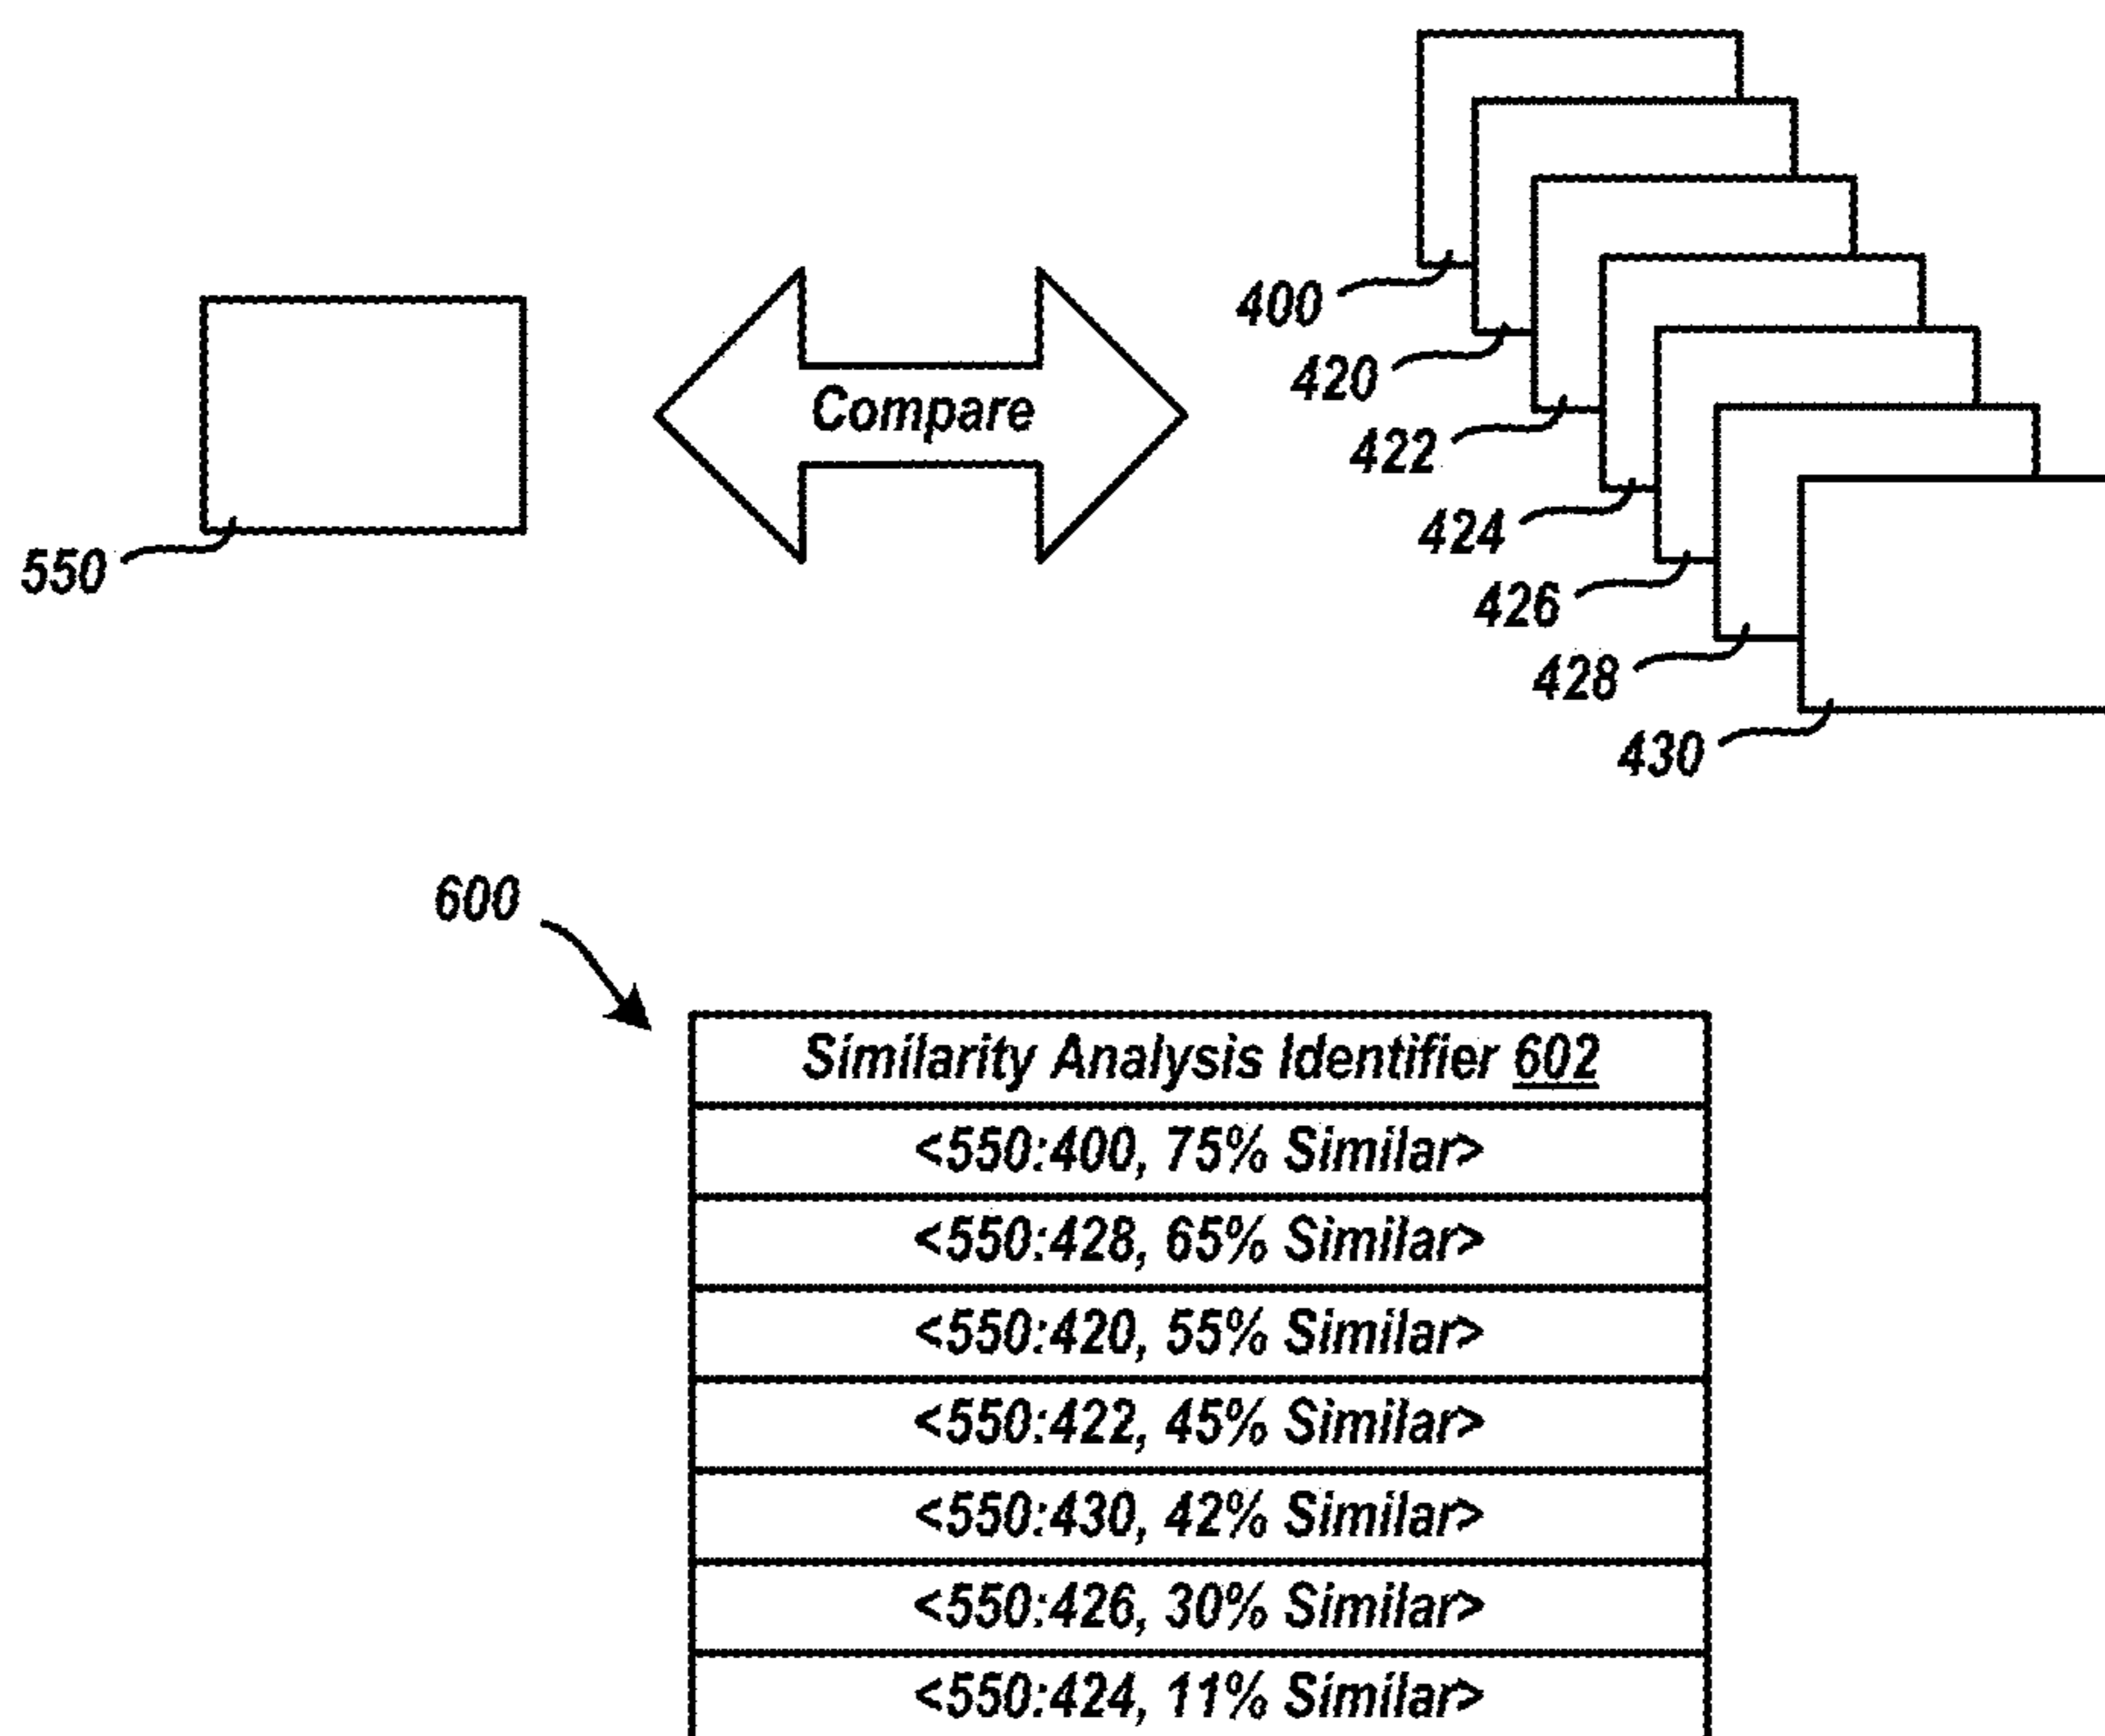 400
420
Compare
422
424
550
426
428
430
600
Similarity Analysis Identifier 602
<550:400, 75% Similar>
<550:428, 65% Similar>
<550:420, 55% Similar>
<550:422, 45% Similar>
<550:430, 42% Similar>
<550:426, 30% Similar>
<550:424, 11% Similar>